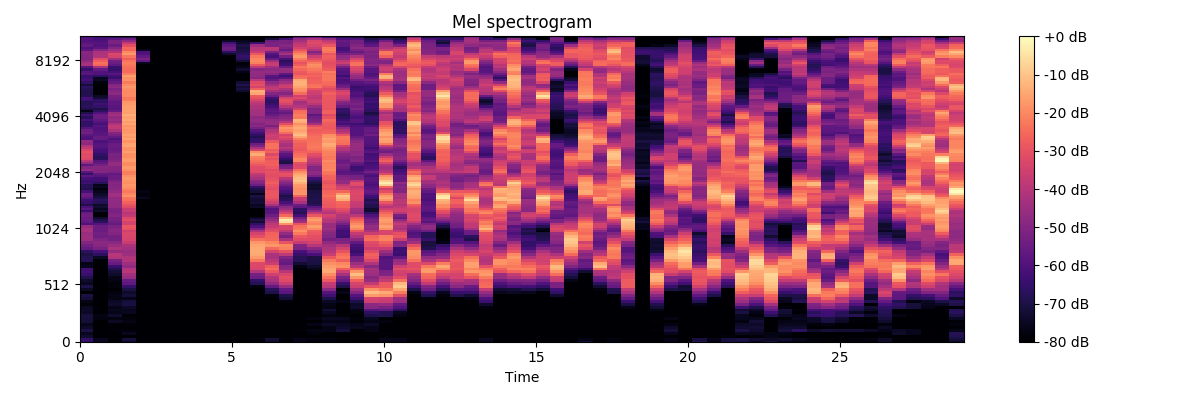 Mel spectrogram
Hz
8192
4096
2048
1024
512
0
0 5 10 15 20 25
Time
+0 dB
-10 dB
-20 dB
-30 dB
-40 dB
-50 dB
-60 dB
-70 dB
-80 dB